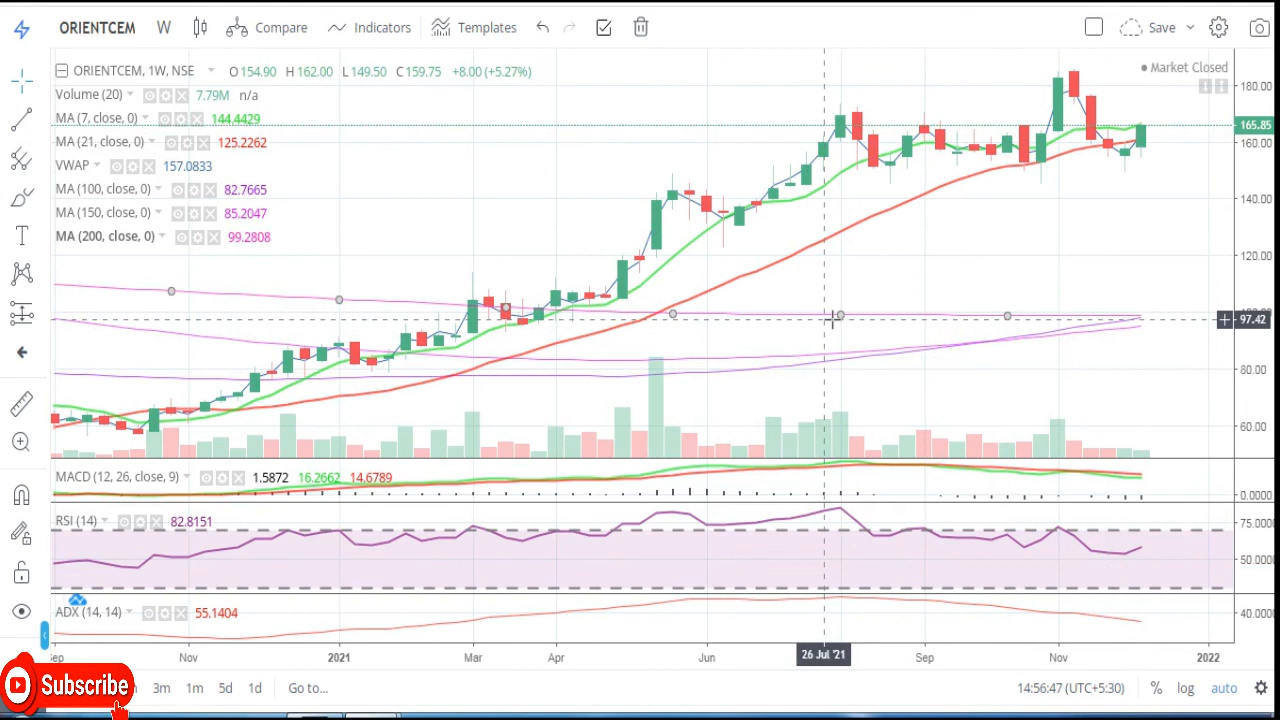 ORIENTCEM W Compare Indicators Templates Save
ORIENTCEM, 1W, NSE O 154.90 H 162.00 L 149.50 C 159.75 +8.00 (+5.27%) Market Closed
Volume (20) 7.79M n/a
180.00
MA (7, close, 0) 144.4429
165.85
MA (21, close, 0) 125.2262
160.00
VWAP 157.0833
MA (100, close, 0) 82.7665
140.00
MA (150, close, 0) 85.2047
MA (200, close, 0) 99.2808
120.00
97.42
80.00
60.00
MACD (12, 26, close, 9) 1.5872 16.2662 14.6789
0.0000
RSI (14) 82.8151
75.0000
50.0000
ADX (14, 14) 55.1404
40.0000
Sep Nov 2021 Mar Apr Jun 26 Jul '21 Sep Nov 2022
Subscribe 3m 1m 5d 1d Go to... 14:56:47 (UTC+5:30) % log auto